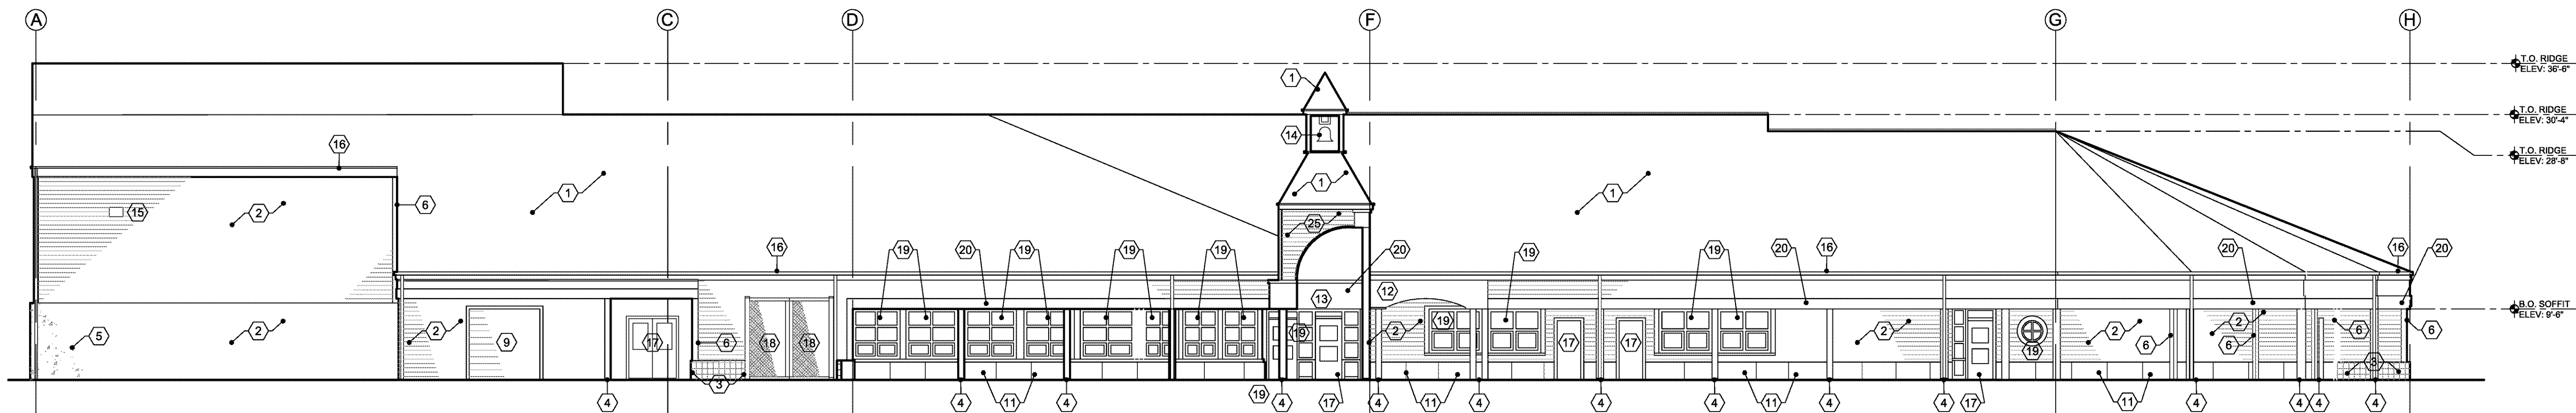 A C D F G H
T.O. RIDGE
ELEV: 36'-6"
1
T.O. RIDGE
ELEV: 30'-4"
14
16
T.O. RIDGE
ELEV: 28'-8"
1 1 1
15 2 6
25
16 19 20 19 19 19 20 19 19 20 16 20 16 20
12
13
B.O. SOFFIT
ELEV: 9'-6"
5 2 2 9 17 6 18 18 19 2 19 17 17 2 19 2 6 2 6 6 3 6
3
4 4 11 4 19 4 17 4 11 4 4 4 11 4 4 17 11 4 4 4 4